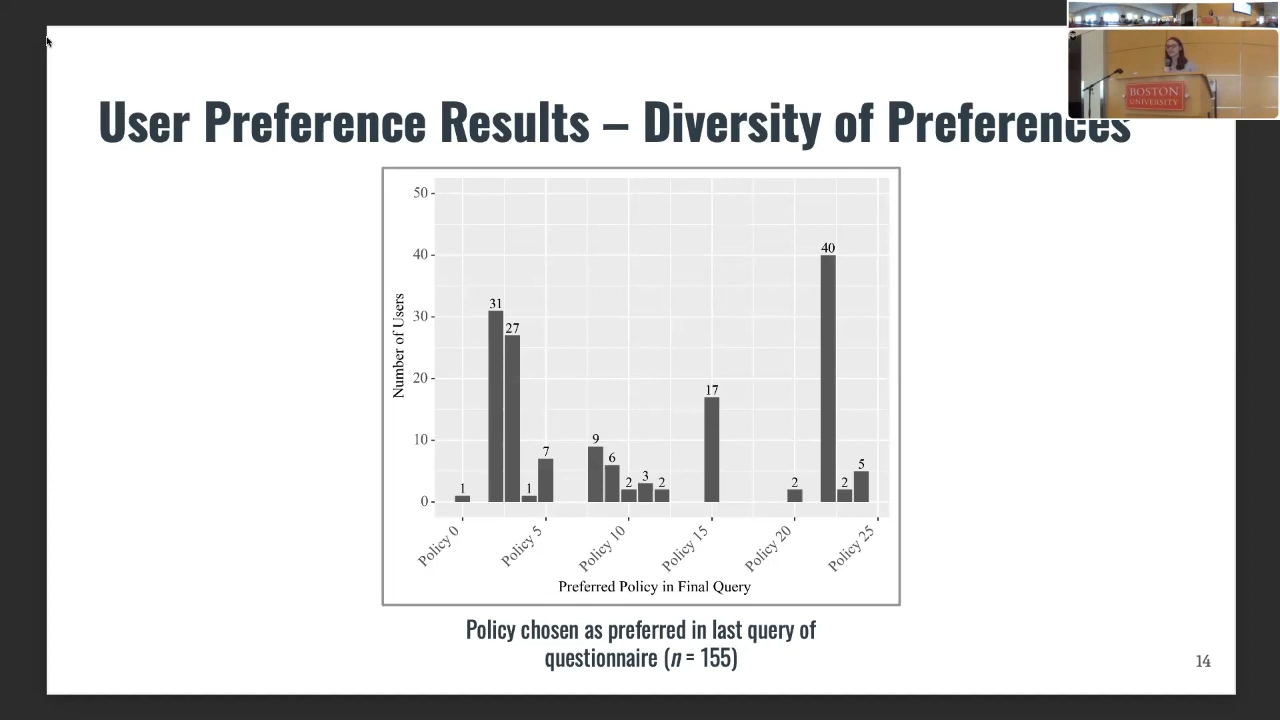 User Preference Results – Diversity of Preferences
BOSTON
UNIVERSITY
50
40
30
20
10
0
Number of Users
1
31
27
1
7
9
6
2
3
2
17
2
40
2
5
Policy 0
Policy 5
Policy 10
Policy 15
Policy 20
Policy 25
Preferred Policy in Final Query
Policy chosen as preferred in last query of
questionnaire (n = 155)
14